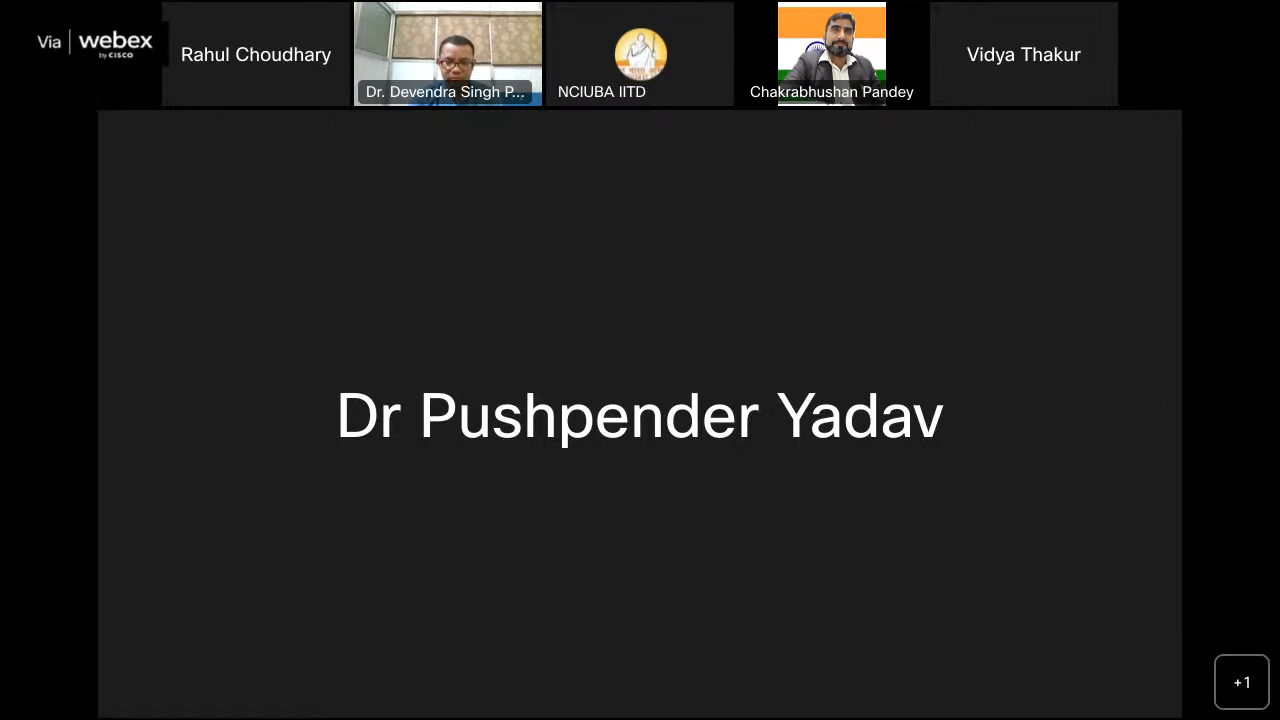 Via webex
by CISCO
Rahul Choudhary
Dr. Devendra Singh P...
NCIUBA IITD
Chakrabhushan Pandey
Vidya Thakur
Dr Pushpender Yadav
+1